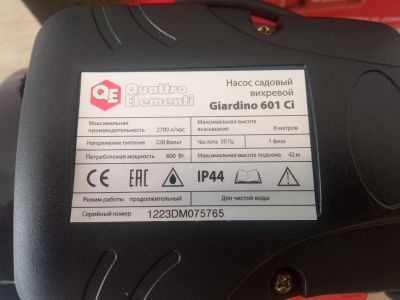 QE Quattro Elementi
Насос садовый
вихревой
Giardino 601 Ci
Максимальная производительность 2700 л/час
Максимальная высота всасывания 8 метров
Напряжение питания 220 Вольт
Частота 50 Гц 1 фаза
Потребляемая мощность 600 Вт
Максимальная высота подъема 42 м
CE EAC IP44
Режим работы продолжительный
Для чистой воды
Серийный номер 1223DM075765